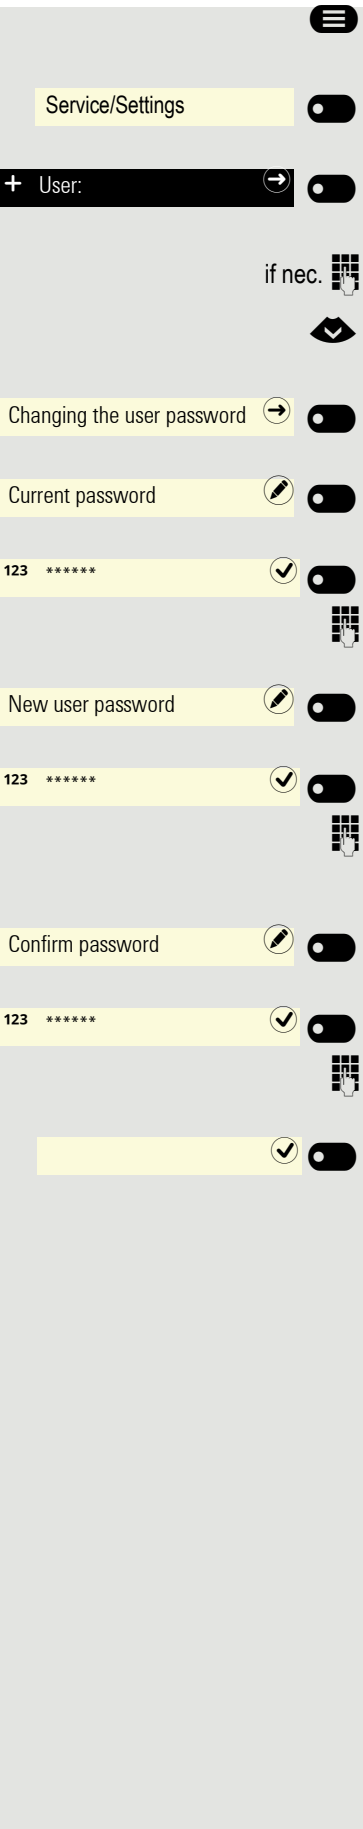 Service/Settings
+ User:
if nec.
Changing the user password
Current password
123 ******
New user password
123 ******
Confirm password
123 ******